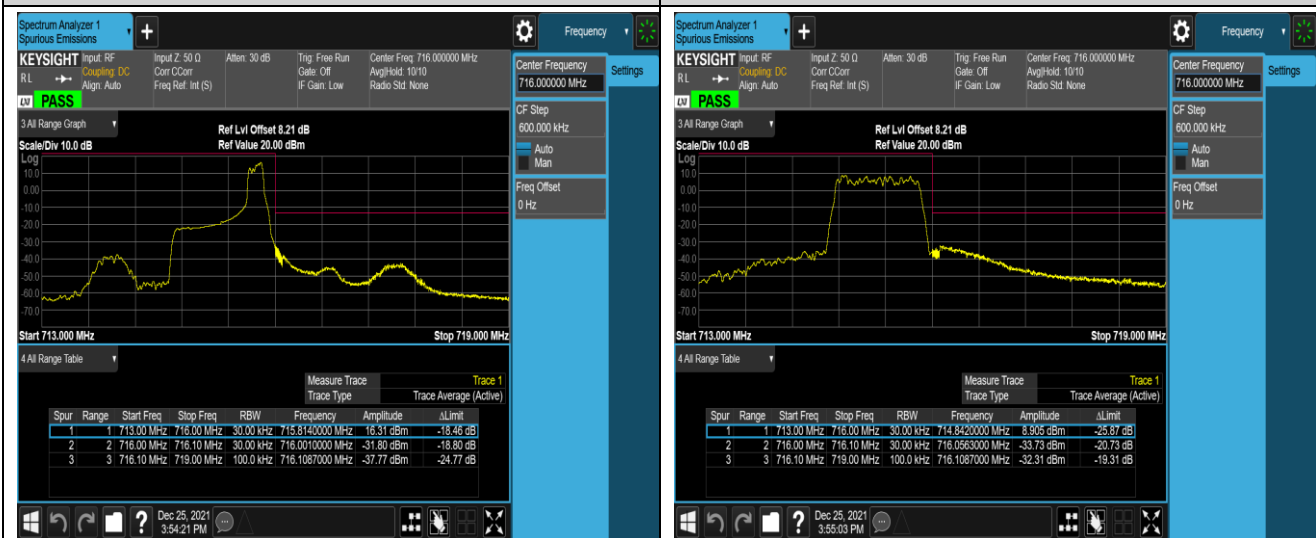 Spectrum Analyzer 1
Spurious Emissions
+
Frequency
KEYSIGHT
RL
LXI
PASS
Input: RF
Coupling: DC
Align: Auto
Input Z: 50 Ω
Corr CCorr
Freq Ref: Int (S)
Atten: 30 dB
Trig: Free Run
Gate: Off
IF Gain: Low
Center Freq: 716.000000 MHz
Avg|Hold: 10/10
Radio Std: None
Center Frequency
716.000000 MHz
Settings
CF Step
600.000 kHz
Auto
Man
Freq Offset
0 Hz
3 All Range Graph
Ref Lvl Offset 8.21 dB
Scale/Div 10.0 dB
Ref Value 20.00 dBm
Log
10.0
0.00
-10.0
-20.0
-30.0
-40.0
-50.0
-60.0
-70.0
Start 713.000 MHz
Stop 719.000 MHz
4 All Range Table
Measure Trace Trace 1
Trace Type Trace Average (Active)
Spur Range Start Freq Stop Freq RBW Frequency Amplitude ΔLimit
1 1 713.00 MHz 716.00 MHz 30.00 kHz 715.8140000 MHz 16.31 dBm -18.46 dB
2 2 716.00 MHz 716.10 MHz 30.00 kHz 716.0010000 MHz -31.80 dBm -18.80 dB
3 3 716.10 MHz 719.00 MHz 100.0 kHz 716.1087000 MHz -37.77 dBm -24.77 dB
?
Dec 25, 2021
3:54:21 PM
Spectrum Analyzer 1
Spurious Emissions
+
Frequency
KEYSIGHT
RL
LXI
PASS
Input: RF
Coupling: DC
Align: Auto
Input Z: 50 Ω
Corr CCorr
Freq Ref: Int (S)
Atten: 30 dB
Trig: Free Run
Gate: Off
IF Gain: Low
Center Freq: 716.000000 MHz
Avg|Hold: 10/10
Radio Std: None
Center Frequency
716.000000 MHz
Settings
CF Step
600.000 kHz
Auto
Man
Freq Offset
0 Hz
3 All Range Graph
Ref Lvl Offset 8.21 dB
Scale/Div 10.0 dB
Ref Value 20.00 dBm
Log
10.0
0.00
-10.0
-20.0
-30.0
-40.0
-50.0
-60.0
-70.0
Start 713.000 MHz
Stop 719.000 MHz
4 All Range Table
Measure Trace Trace 1
Trace Type Trace Average (Active)
Spur Range Start Freq Stop Freq RBW Frequency Amplitude ΔLimit
1 1 713.00 MHz 716.00 MHz 30.00 kHz 714.8420000 MHz 8.905 dBm -25.87 dB
2 2 716.00 MHz 716.10 MHz 30.00 kHz 716.0563000 MHz -33.73 dBm -20.73 dB
3 3 716.10 MHz 719.00 MHz 100.0 kHz 716.1087000 MHz -32.31 dBm -19.31 dB
?
Dec 25, 2021
3:55:03 PM